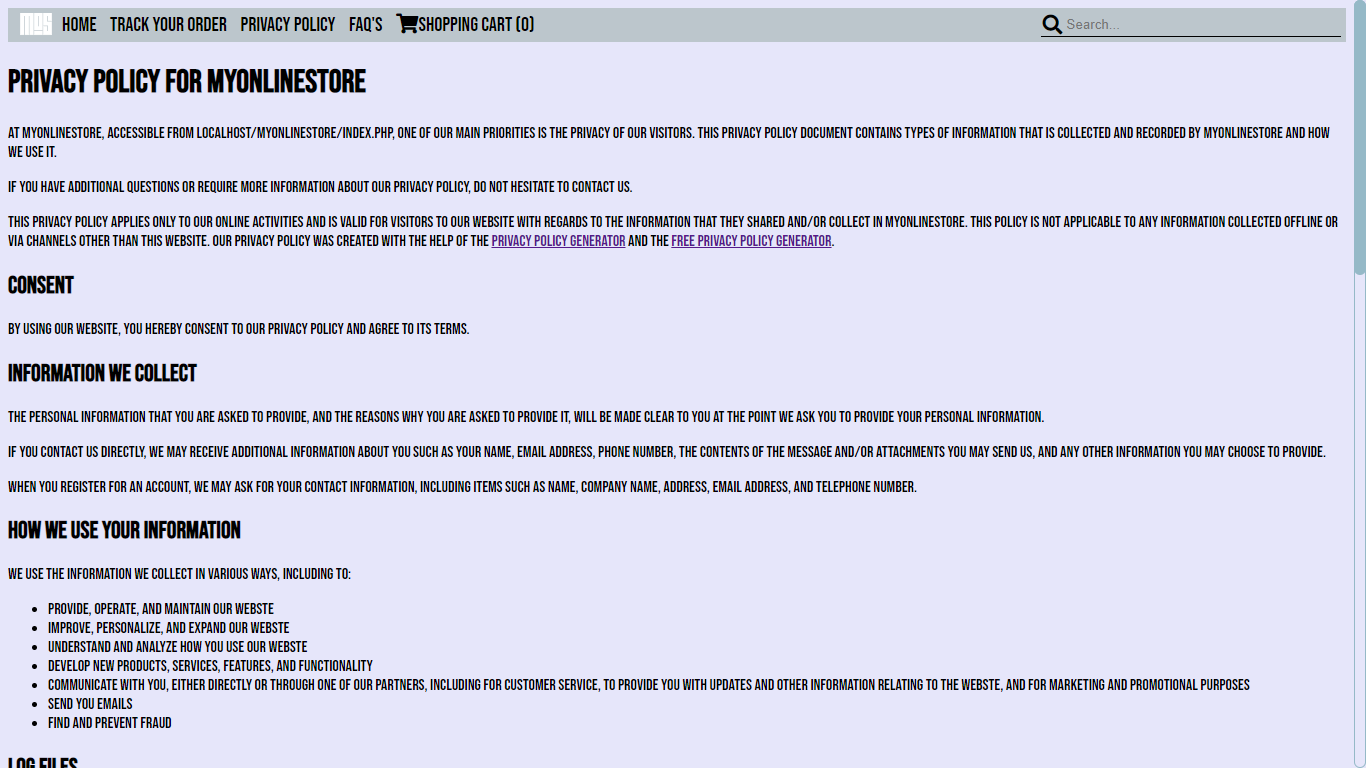 MOS HOME TRACK YOUR ORDER PRIVACY POLICY FAQ'S SHOPPING CART (0) Search...
PRIVACY POLICY FOR MYONLINESTORE
AT MYONLINESTORE, ACCESSIBLE FROM LOCALHOST/MYONLINESTORE/INDEX.PHP, ONE OF OUR MAIN PRIORITIES IS THE PRIVACY OF OUR VISITORS. THIS PRIVACY POLICY DOCUMENT CONTAINS TYPES OF INFORMATION THAT IS COLLECTED AND RECORDED BY MYONLINESTORE AND HOW
WE USE IT.
IF YOU HAVE ADDITIONAL QUESTIONS OR REQUIRE MORE INFORMATION ABOUT OUR PRIVACY POLICY, DO NOT HESITATE TO CONTACT US.
THIS PRIVACY POLICY APPLIES ONLY TO OUR ONLINE ACTIVITIES AND IS VALID FOR VISITORS TO OUR WEBSITE WITH REGARDS TO THE INFORMATION THAT THEY SHARED AND/OR COLLECT IN MYONLINESTORE. THIS POLICY IS NOT APPLICABLE TO ANY INFORMATION COLLECTED OFFLINE OR
VIA CHANNELS OTHER THAN THIS WEBSITE. OUR PRIVACY POLICY WAS CREATED WITH THE HELP OF THE PRIVACY POLICY GENERATOR AND THE FREE PRIVACY POLICY GENERATOR.
CONSENT
BY USING OUR WEBSITE, YOU HEREBY CONSENT TO OUR PRIVACY POLICY AND AGREE TO ITS TERMS.
INFORMATION WE COLLECT
THE PERSONAL INFORMATION THAT YOU ARE ASKED TO PROVIDE, AND THE REASONS WHY YOU ARE ASKED TO PROVIDE IT, WILL BE MADE CLEAR TO YOU AT THE POINT WE ASK YOU TO PROVIDE YOUR PERSONAL INFORMATION.
IF YOU CONTACT US DIRECTLY, WE MAY RECEIVE ADDITIONAL INFORMATION ABOUT YOU SUCH AS YOUR NAME, EMAIL ADDRESS, PHONE NUMBER, THE CONTENTS OF THE MESSAGE AND/OR ATTACHMENTS YOU MAY SEND US, AND ANY OTHER INFORMATION YOU MAY CHOOSE TO PROVIDE.
WHEN YOU REGISTER FOR AN ACCOUNT, WE MAY ASK FOR YOUR CONTACT INFORMATION, INCLUDING ITEMS SUCH AS NAME, COMPANY NAME, ADDRESS, EMAIL ADDRESS, AND TELEPHONE NUMBER.
HOW WE USE YOUR INFORMATION
WE USE THE INFORMATION WE COLLECT IN VARIOUS WAYS, INCLUDING TO:
• PROVIDE, OPERATE, AND MAINTAIN OUR WEBSTE
• IMPROVE, PERSONALIZE, AND EXPAND OUR WEBSTE
• UNDERSTAND AND ANALYZE HOW YOU USE OUR WEBSTE
• DEVELOP NEW PRODUCTS, SERVICES, FEATURES, AND FUNCTIONALITY
• COMMUNICATE WITH YOU, EITHER DIRECTLY OR THROUGH ONE OF OUR PARTNERS, INCLUDING FOR CUSTOMER SERVICE, TO PROVIDE YOU WITH UPDATES AND OTHER INFORMATION RELATING TO THE WEBSTE, AND FOR MARKETING AND PROMOTIONAL PURPOSES
• SEND YOU EMAILS
• FIND AND PREVENT FRAUD
LOG FILES